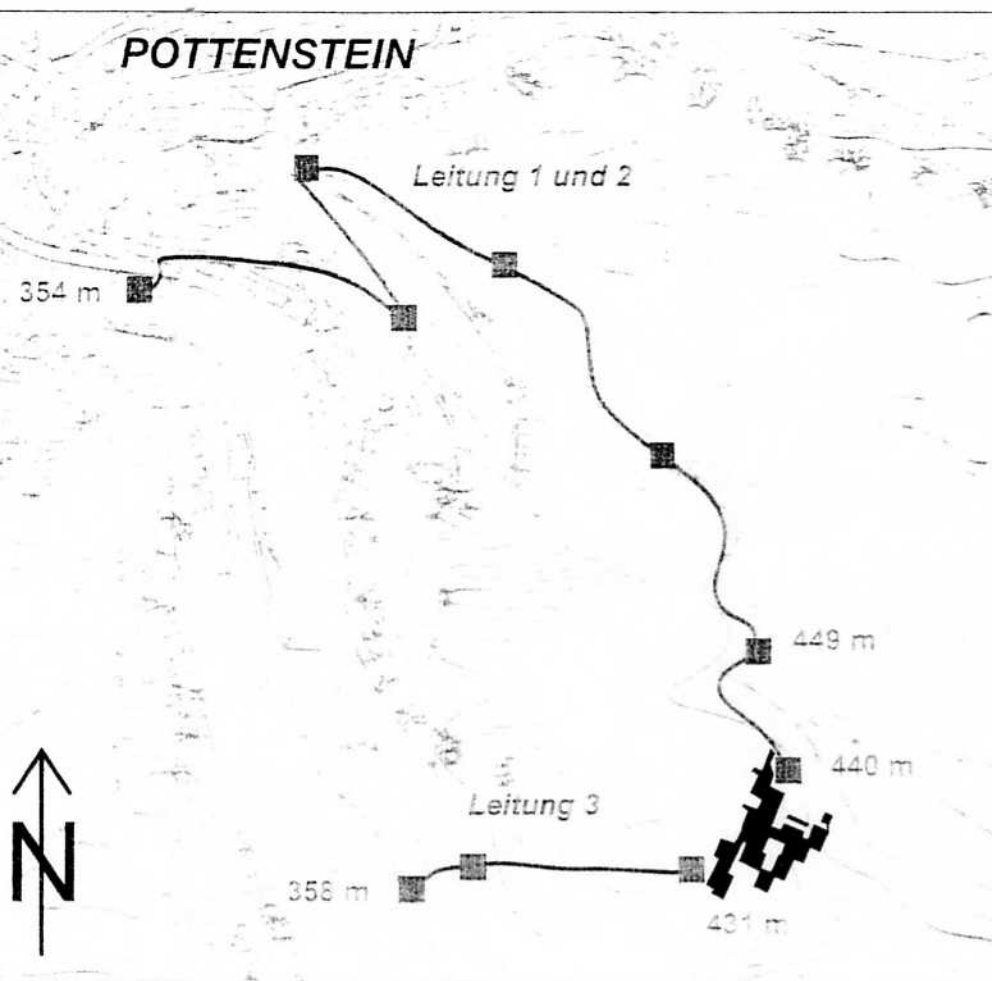 POTTENSTEIN
Leitung 1 und 2
354 m
449 m
440 m
Leitung 3
358 m
431 m
N